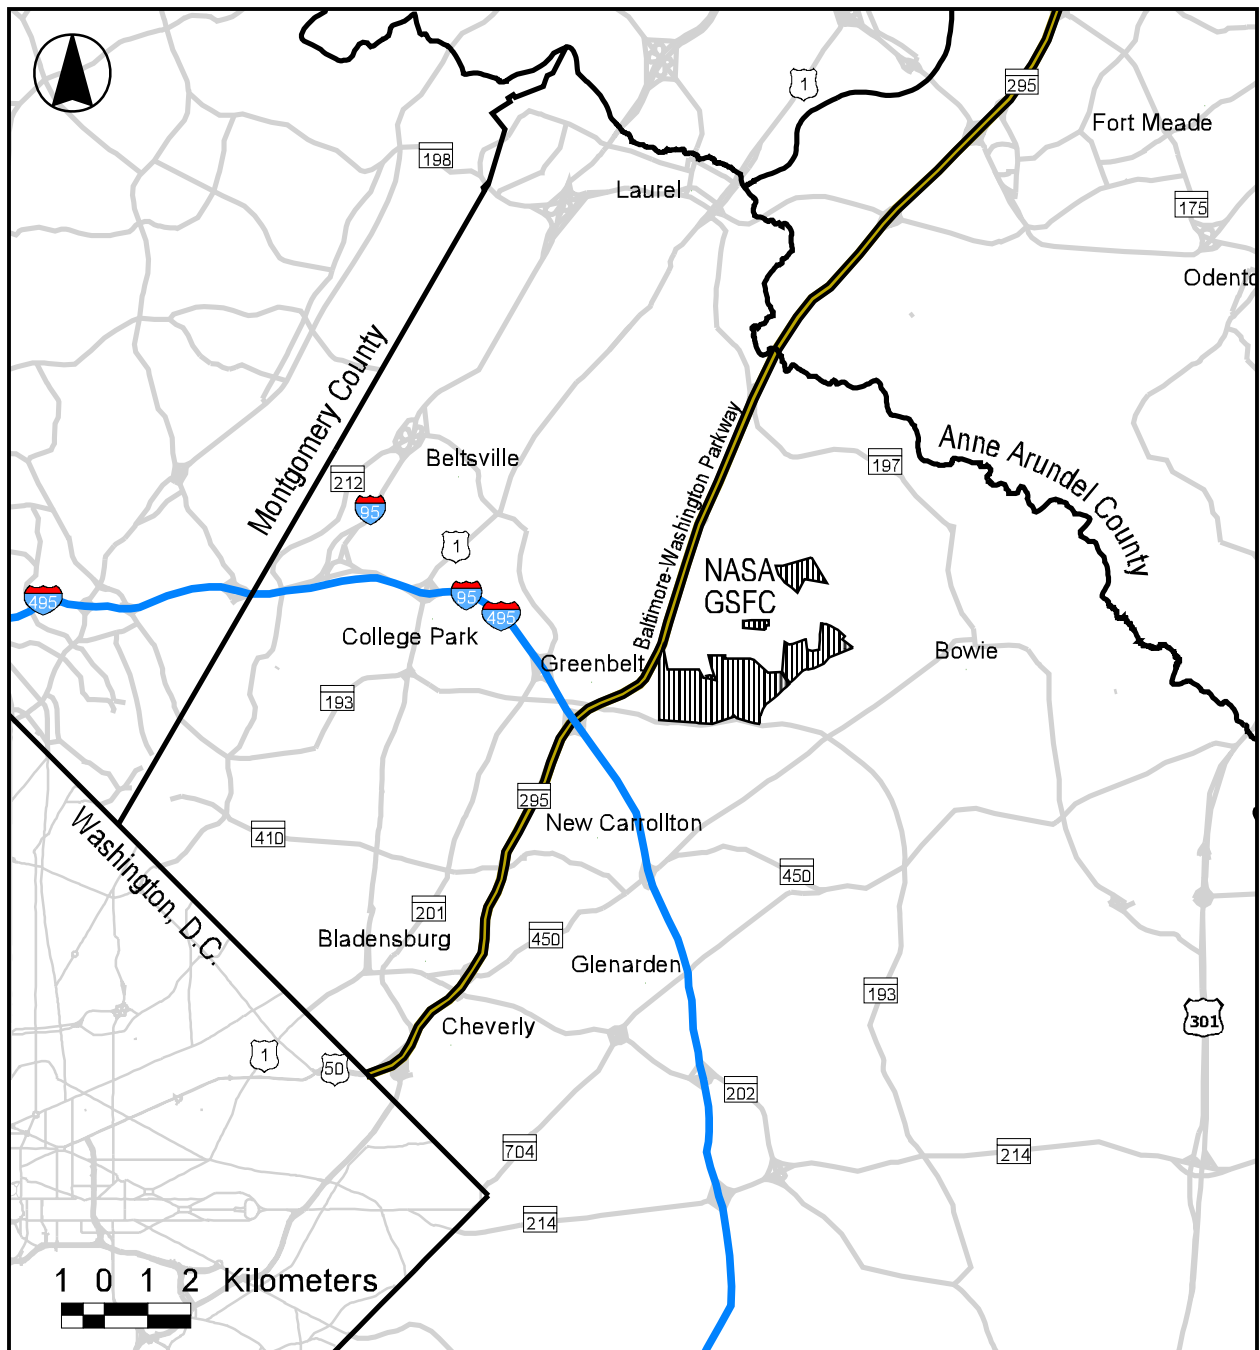 1
295
Fort Meade
198
Laurel
175
Odento
Montgomery County
Baltimore-Washington Parkway
Anne Arundel County
Beltsville
197
212
95
1
NASA
GSFC
495
95
495
College Park
Greenbelt
Bowie
193
295
New Carrollton
Washington, D.C.
410
450
201
Bladensburg
450
Glenarden
193
Cheverly
301
1
50
202
704
214
214
1 0 1 2 Kilometers